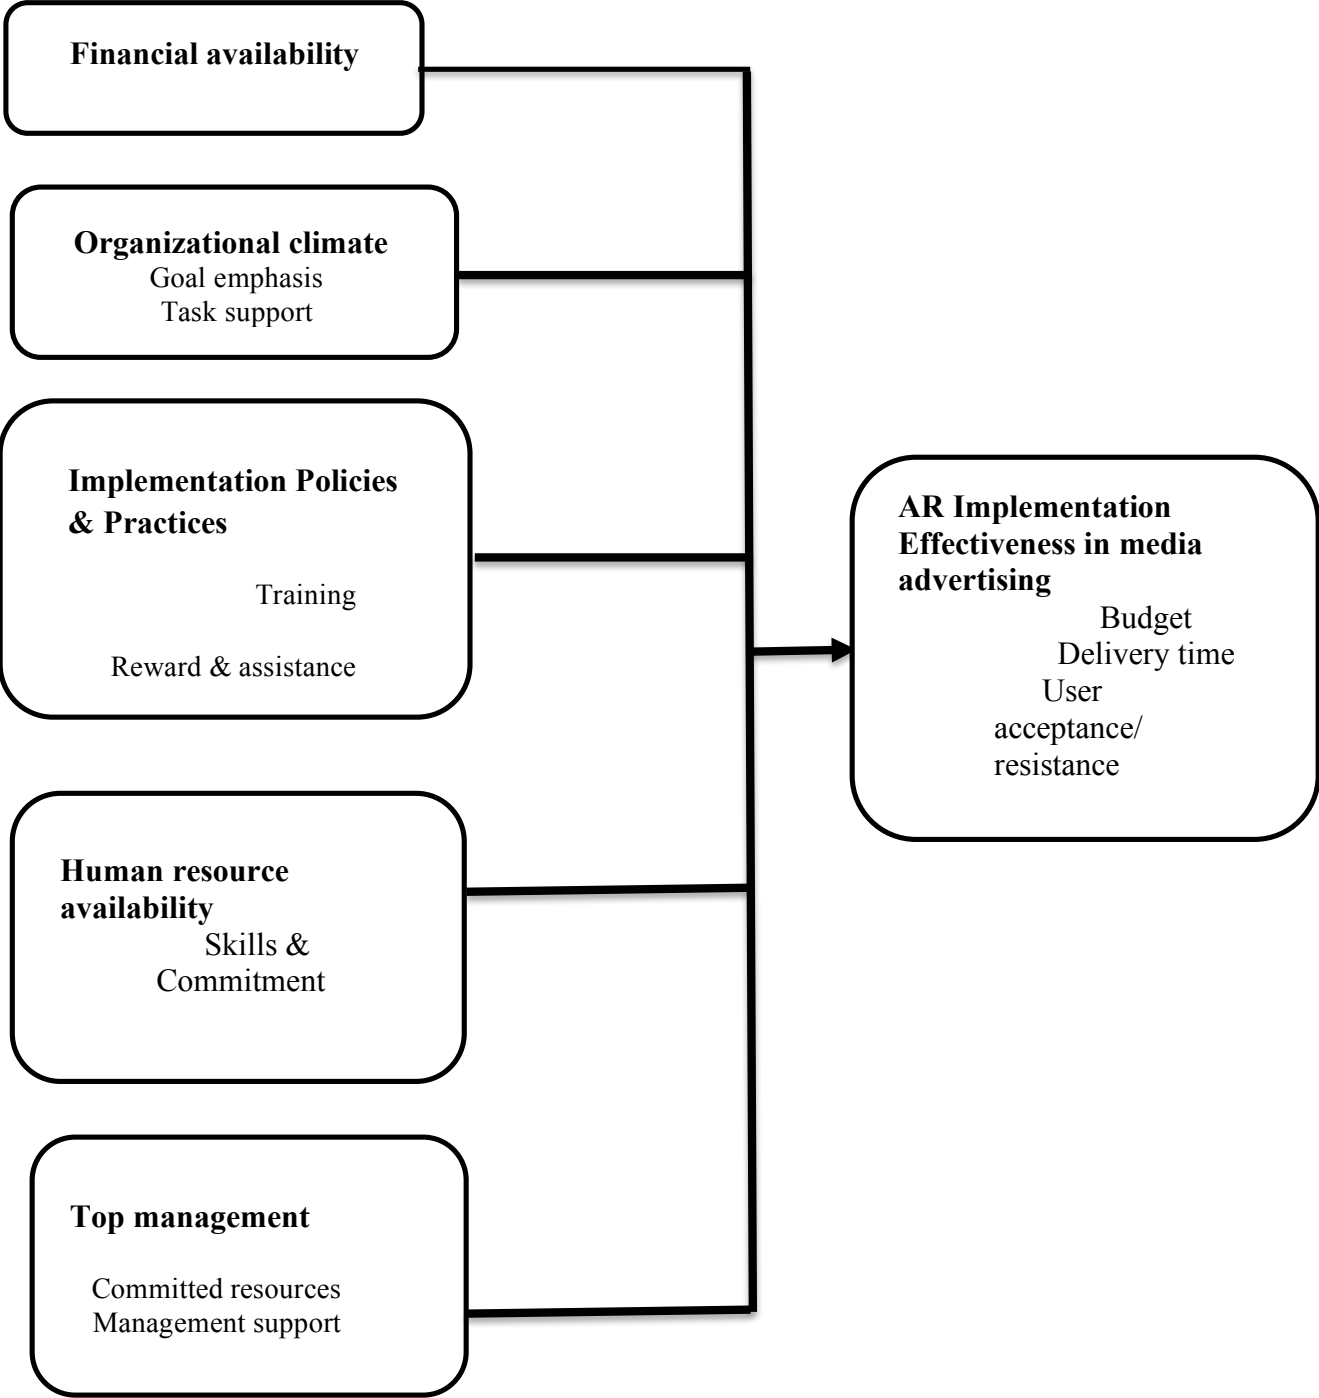 Financial availability
Organizational climate
Goal emphasis
Task support
Implementation Policies
& Practices
Training
Reward & assistance
Human resource
availability
Skills &
Commitment
Top management
Committed resources
Management support
AR Implementation
Effectiveness in media
advertising
Budget
Delivery time
User
acceptance/
resistance